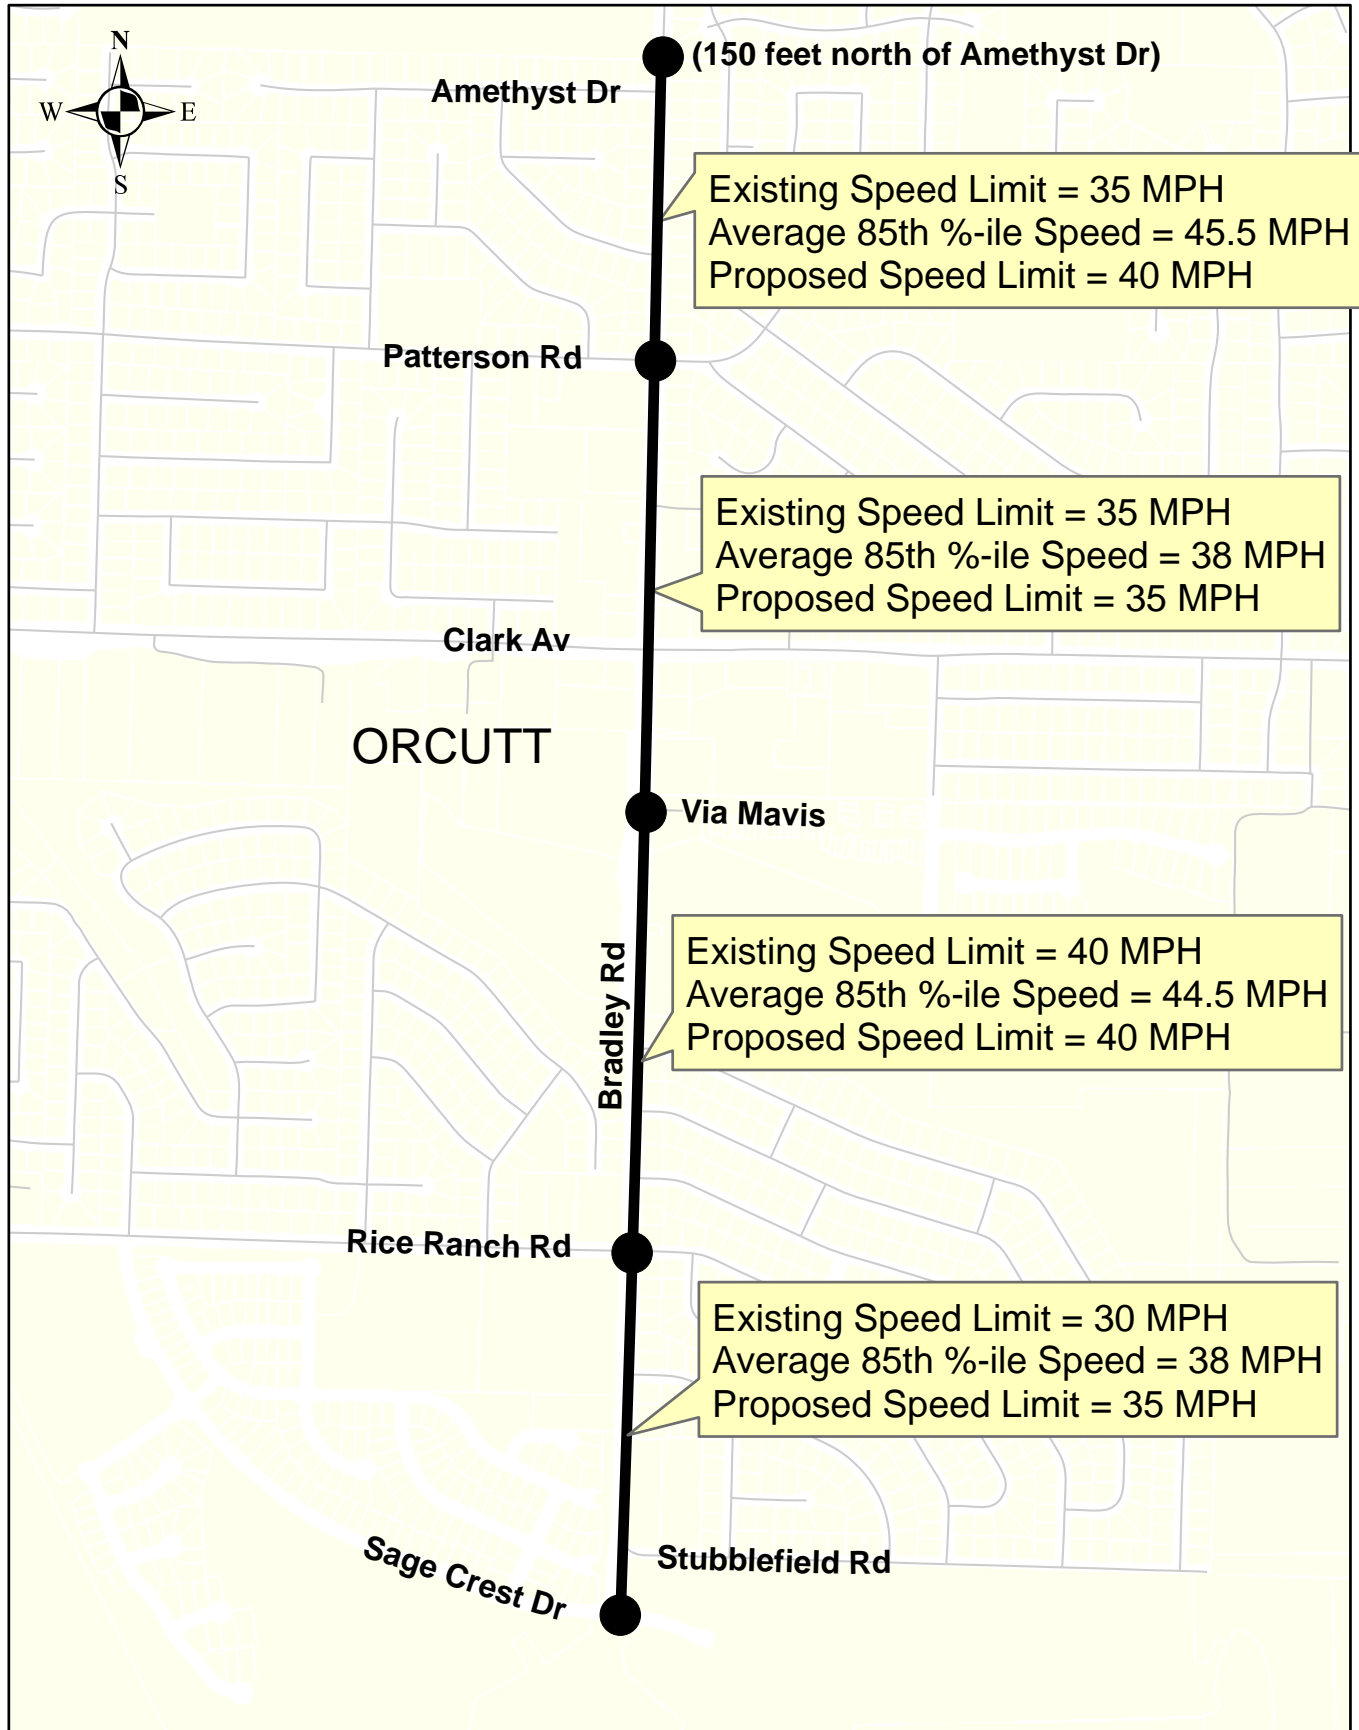 N
W
E
S
(150 feet north of Amethyst Dr)
Amethyst Dr
Existing Speed Limit = 35 MPH
Average 85th %-ile Speed = 45.5 MPH
Proposed Speed Limit = 40 MPH
Patterson Rd
Existing Speed Limit = 35 MPH
Average 85th %-ile Speed = 38 MPH
Proposed Speed Limit = 35 MPH
Clark Av
ORCUTT
Via Mavis
Bradley Rd
Existing Speed Limit = 40 MPH
Average 85th %-ile Speed = 44.5 MPH
Proposed Speed Limit = 40 MPH
Rice Ranch Rd
Existing Speed Limit = 30 MPH
Average 85th %-ile Speed = 38 MPH
Proposed Speed Limit = 35 MPH
Sage Crest Dr
Stubblefield Rd